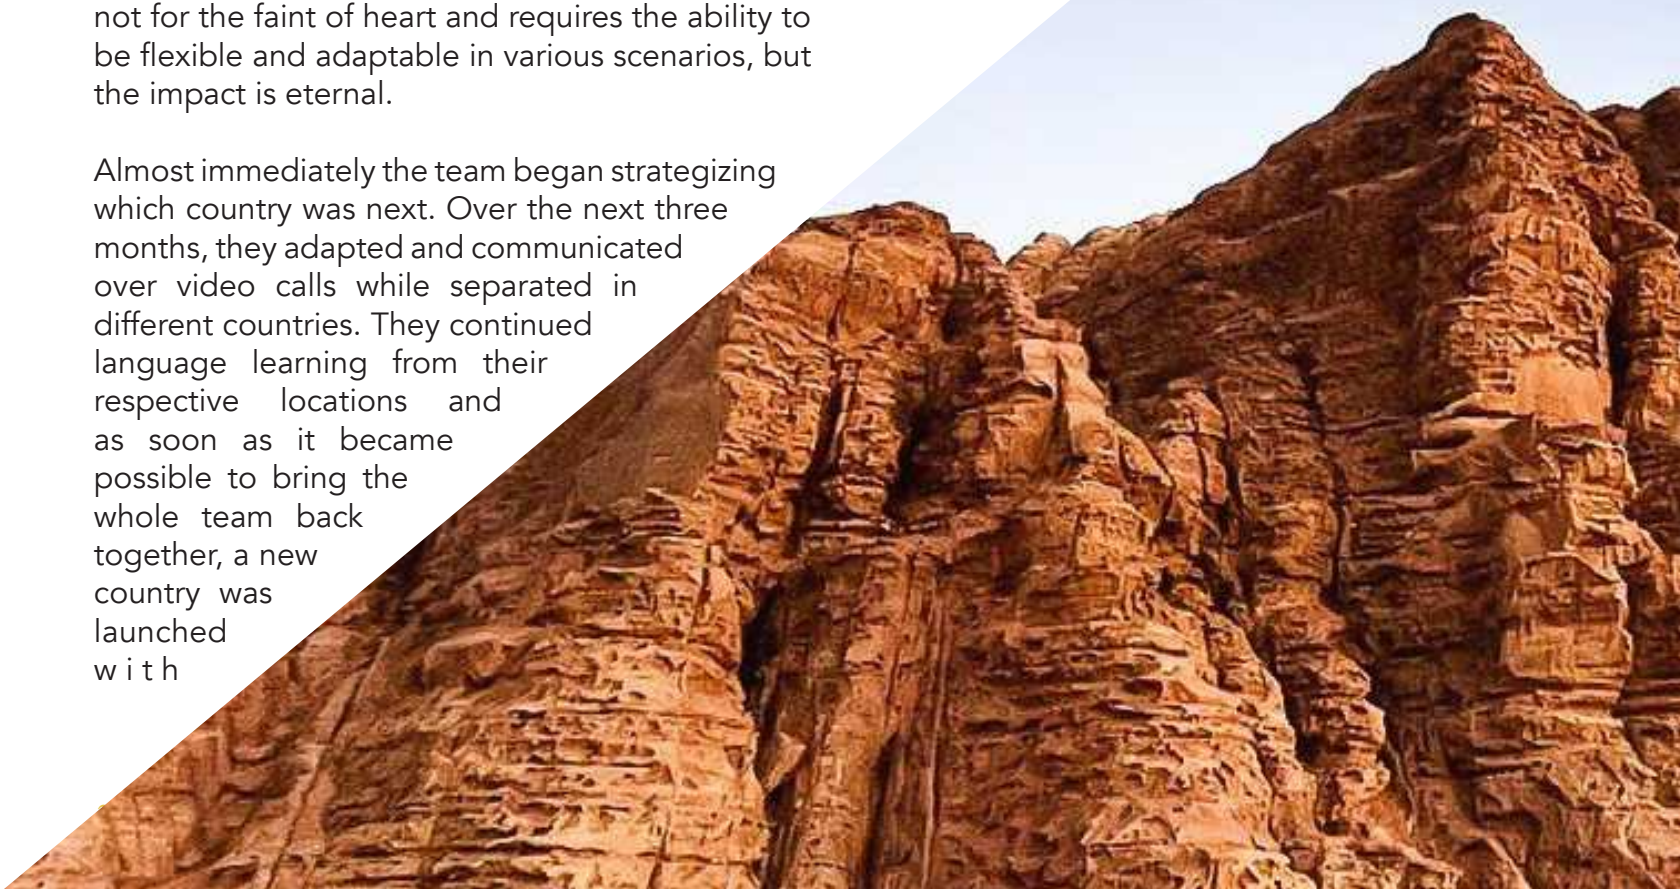 not for the faint of heart and requires the ability to
be flexible and adaptable in various scenarios, but
the impact is eternal.
Almost immediately the team began strategizing
which country was next. Over the next three
months, they adapted and communicated
over video calls while separated in
different countries. They continued
language learning from their
respective locations and
as soon as it became
possible to bring the
whole team back
together, a new
country was
launched
with